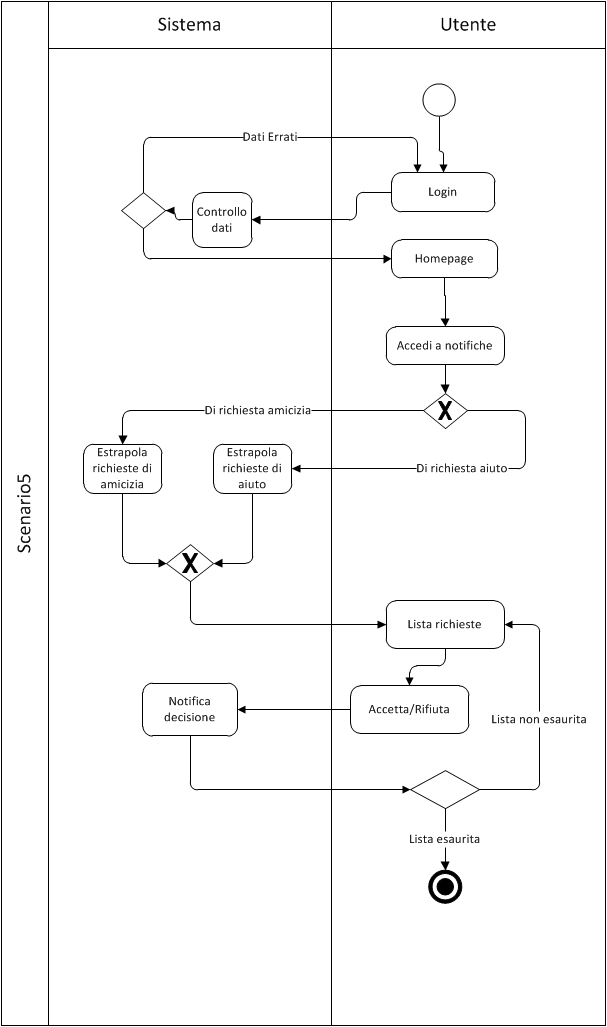 Sistema
Utente
Scenario5
Dati Errati
Login
Controllo
dati
Homepage
Accedi a notifiche
X
Di richiesta amicizia
Di richiesta aiuto
Estrapola
richieste di
amicizia
Estrapola
richieste di
aiuto
X
Lista richieste
Notifica
decisione
Accetta/Rifiuta
Lista non esaurita
Lista esaurita